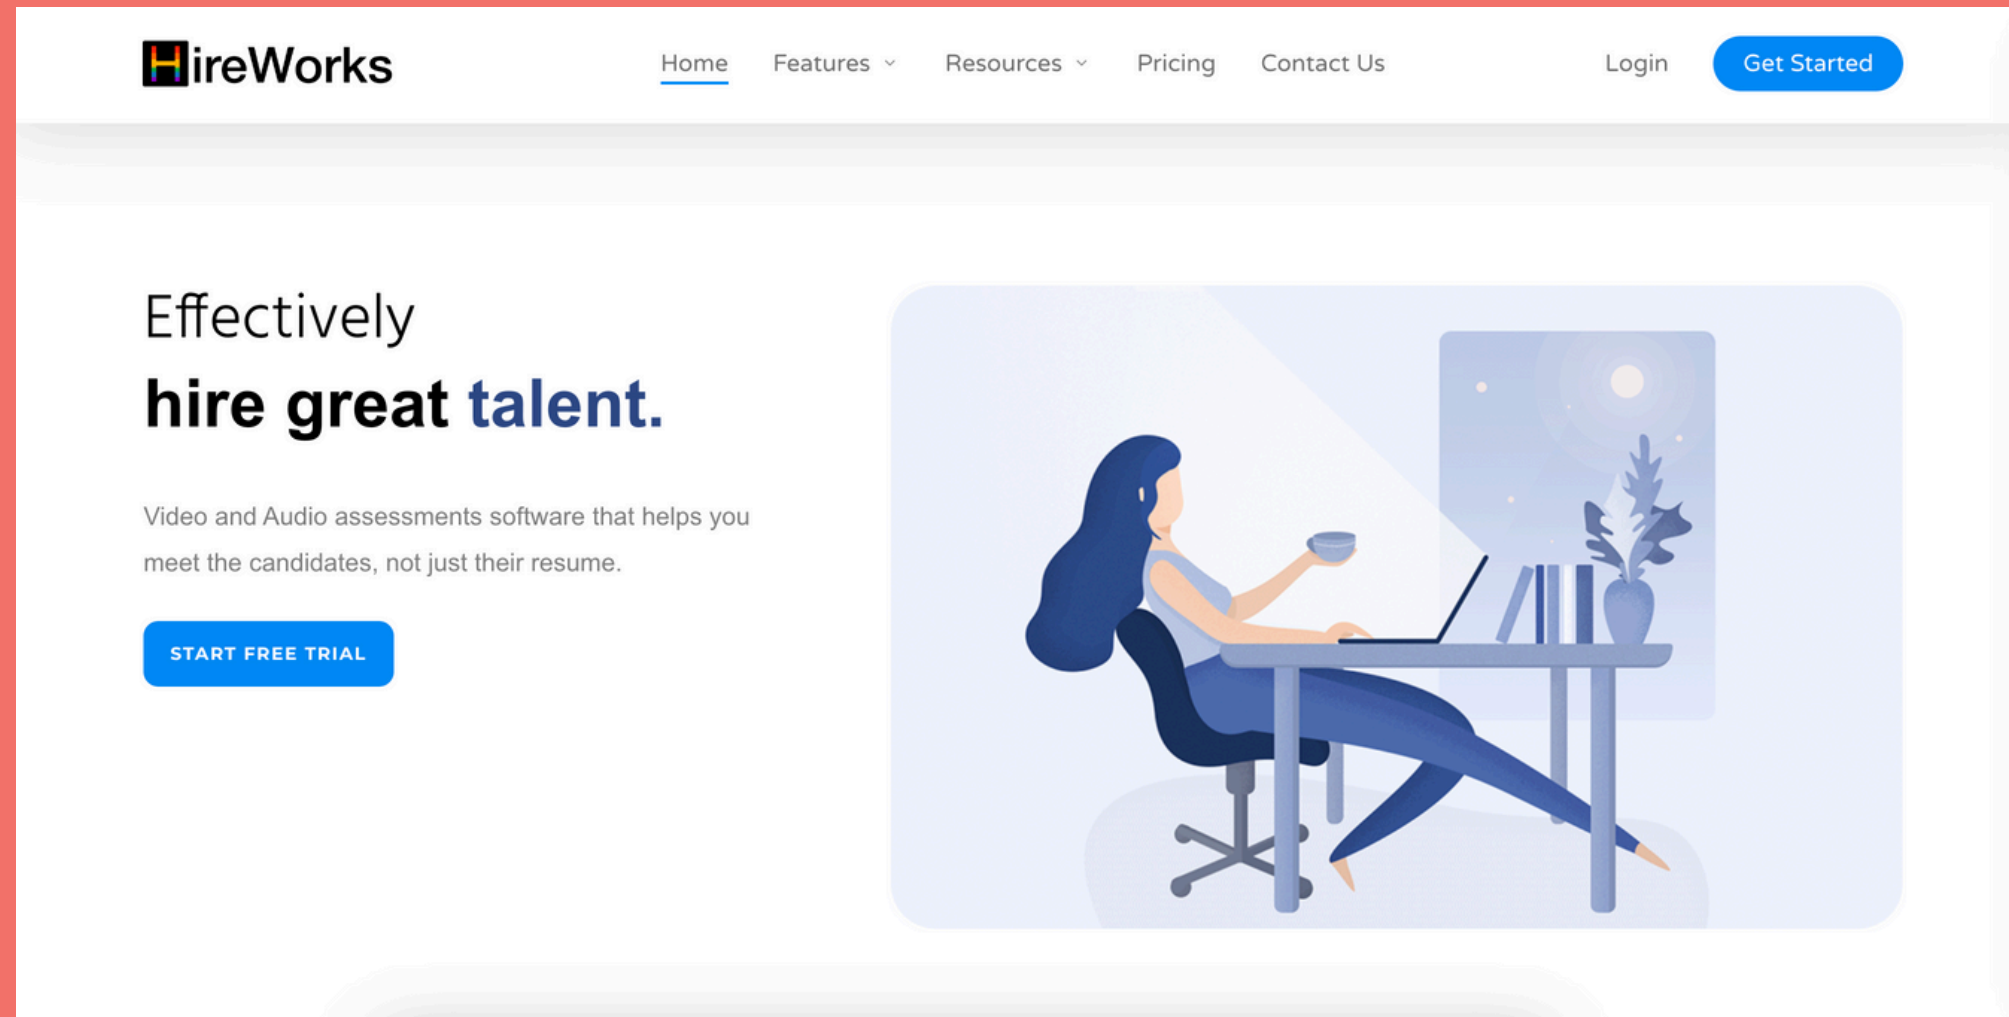 HireWorks
Home Features Resources Pricing Contact Us Login Get Started
Effectively
hire great talent.
Video and Audio assessments software that helps you
meet the candidates, not just their resume.
START FREE TRIAL